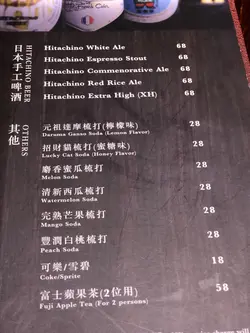 日本手工啤酒
HITACHINO BEER
Hitachino White Ale 68
Hitachino Espresso Stout 68
Hitachino Commemorative Ale 68
Hitachino Red Rice Ale 68
Hitachino Extra High (XH) 68
其他
OTHERS
元祖達摩梳打(檸檬味) 28
Darama Ganso Soda (Lemon Flavor)
招財猫梳打(蜜糖味) 28
Lucky Cat Soda (Honey Flavor)
麝香蜜瓜梳打 28
Melon Soda
清新西瓜梳打 28
Watermelon Soda
完熟芒果梳打 28
Mango Soda
豐潤白桃梳打 28
Peach Soda
可樂/雪碧 18
Coke/Sprite
富士蘋果茶(2位用) 58
Fuji Apple Tea (For 2 persons)